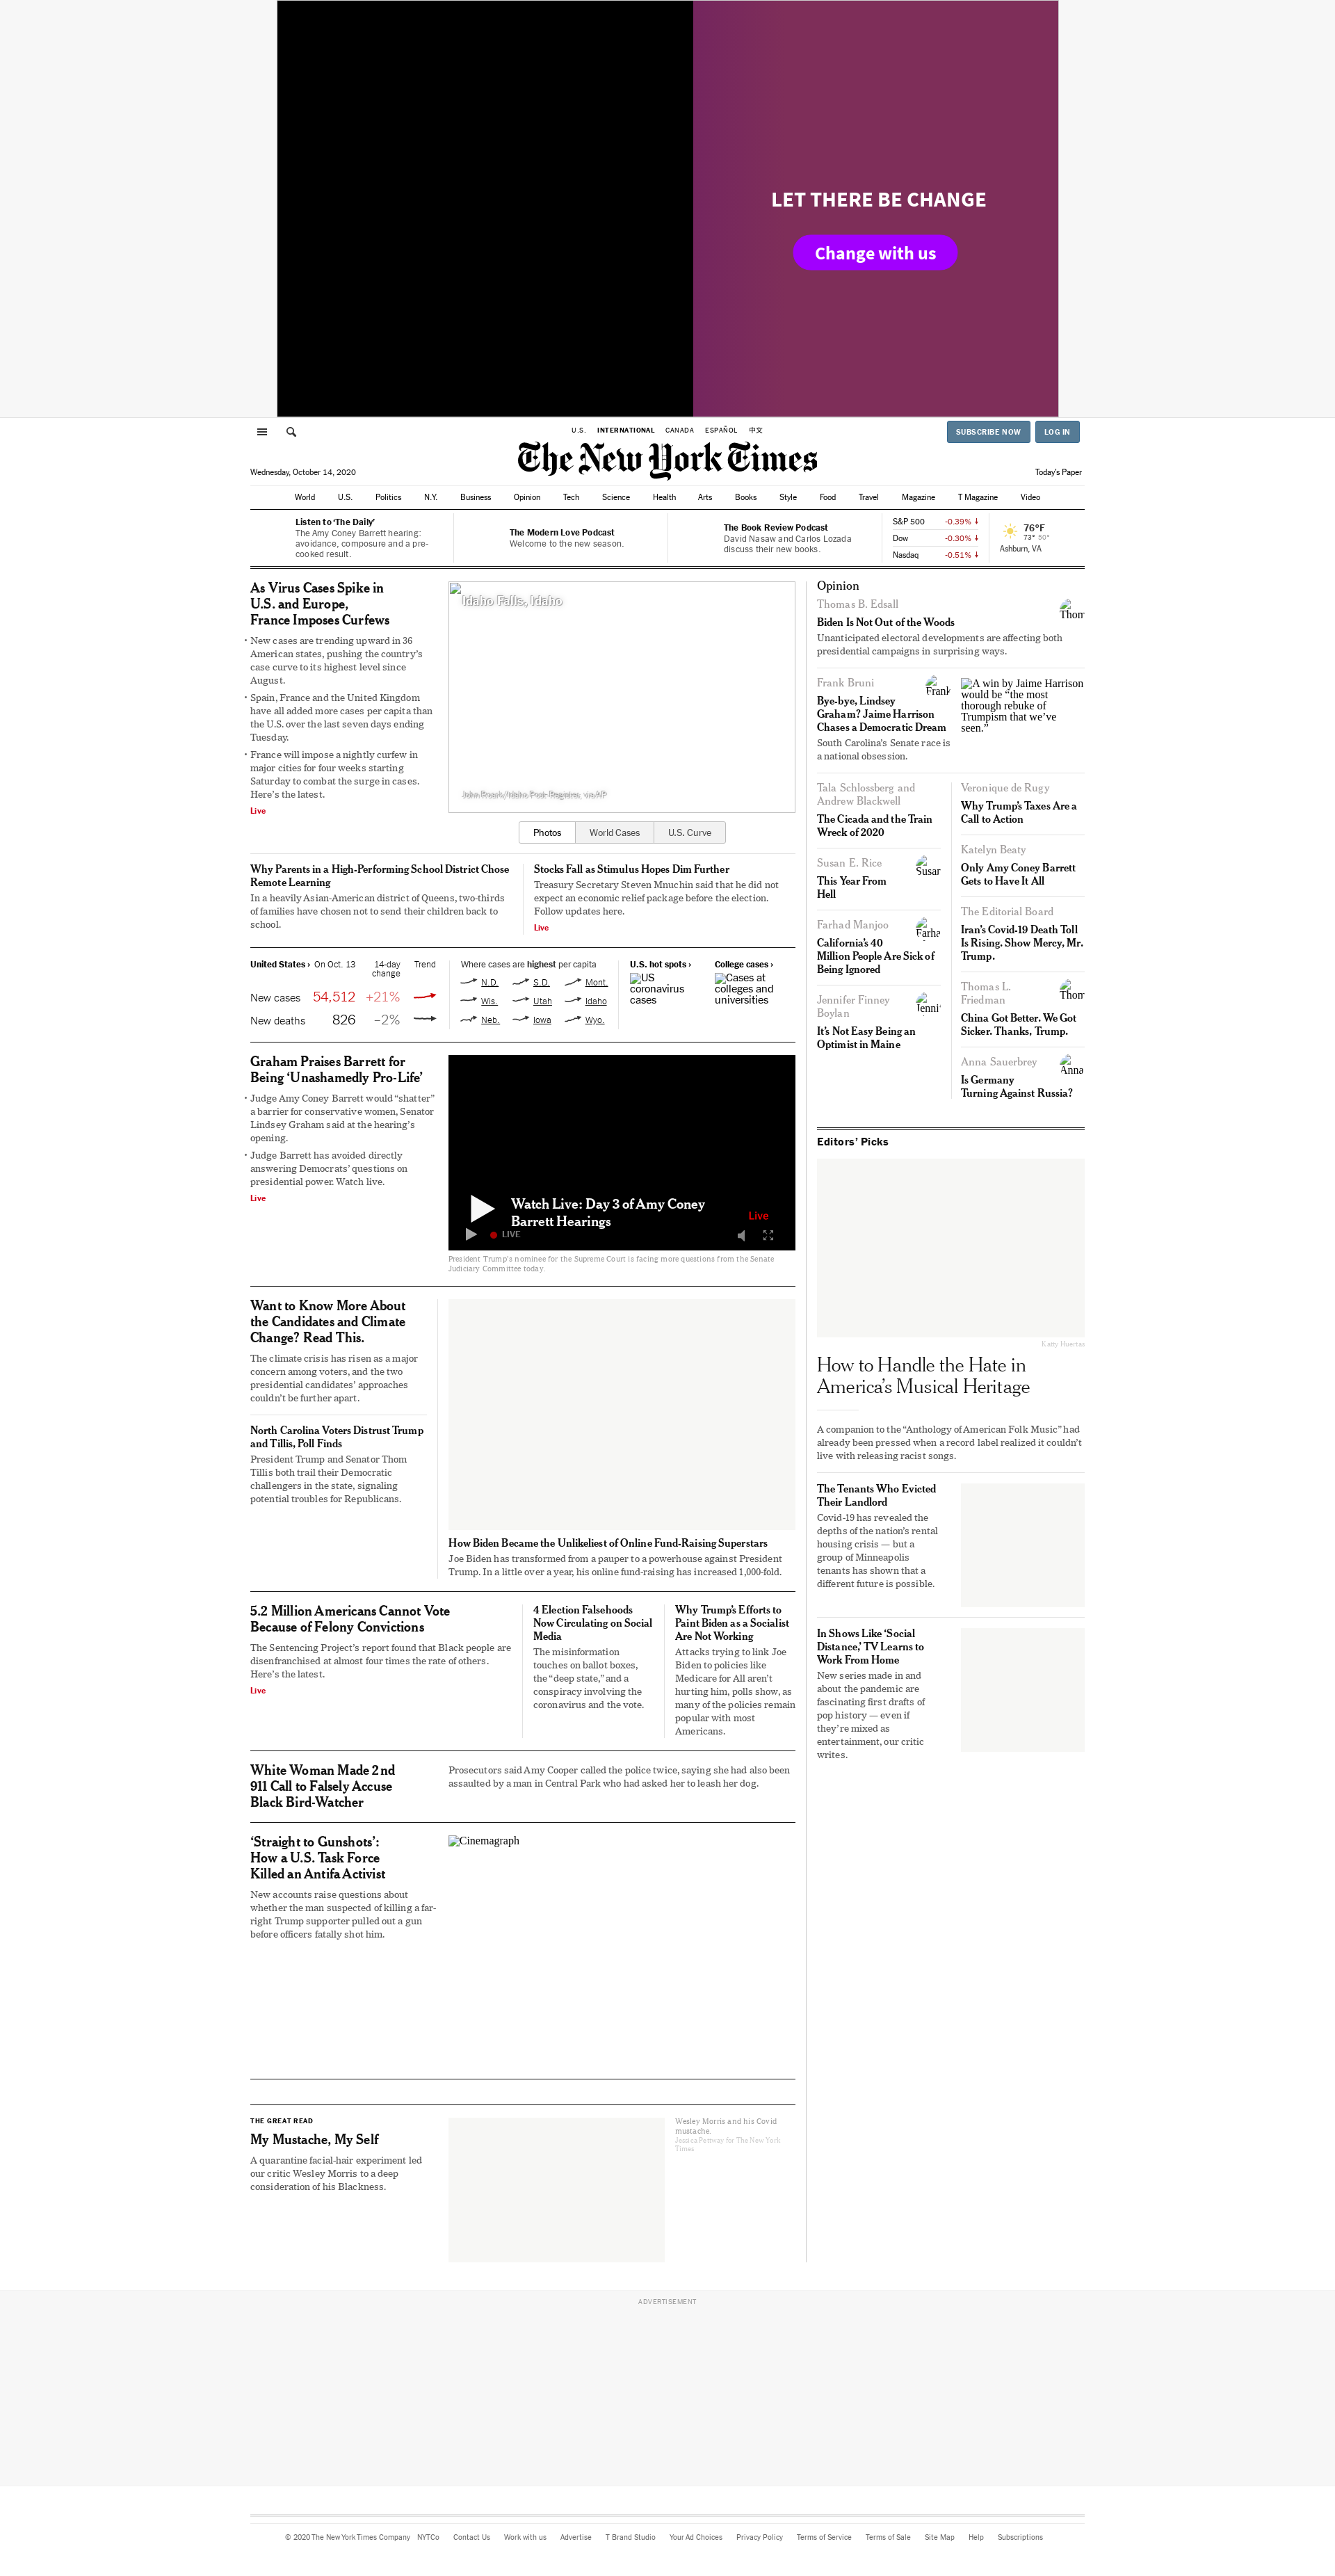 LET THERE BE CHANGE
Change with us
U.S.
INTERNATIONAL
CANADA
ESPAÑOL
中文
SUBSCRIBE NOW
LOG IN
The New York Times
Wednesday, October 14, 2020
Today's Paper
World
U.S.
Politics
N.Y.
Business
Opinion
Tech
Science
Health
Arts
Books
Style
Food
Travel
Magazine
T Magazine
Video
Listen to 'The Daily'
The Amy Coney Barrett hearing:
avoidance, composure and a pre-
cooked result.
The Modern Love Podcast
Welcome to the new season.
The Book Review Podcast
David Nasaw and Carlos Lozada
discuss their new books.
S&P 500 -0.39% ↓
Dow -0.30% ↓
Nasdaq -0.51% ↓
76°F
73° 50°
Ashburn, VA
As Virus Cases Spike in
U.S. and Europe,
France Imposes Curfews
• New cases are trending upward in 36
American states, pushing the country's
case curve to its highest level since
August.
• Spain, France and the United Kingdom
have all added more cases per capita than
the U.S. over the last seven days ending
Tuesday.
• France will impose a nightly curfew in
major cities for four weeks starting
Saturday to combat the surge in cases.
Here's the latest.
Live
Idaho Falls, Idaho
John Roark/Idaho Post-Register, via AP
Photos
World Cases
U.S. Curve
Why Parents in a High-Performing School District Chose
Remote Learning
In a heavily Asian-American district of Queens, two-thirds
of families have chosen not to send their children back to
school.
Stocks Fall as Stimulus Hopes Dim Further
Treasury Secretary Steven Mnuchin said that he did not
expect an economic relief package before the election.
Follow updates here.
Live
United States › On Oct. 13 14-day
change Trend
New cases 54,512 +21%
New deaths 826 –2%
Where cases are highest per capita
N.D. S.D. Mont.
Wis. Utah Idaho
Neb. Iowa Wyo.
U.S. hot spots ›
US
coronavirus
cases
College cases ›
Cases at
colleges and
universities
Graham Praises Barrett for
Being 'Unashamedly Pro-Life'
• Judge Amy Coney Barrett would "shatter"
a barrier for conservative women, Senator
Lindsey Graham said at the hearing's
opening.
• Judge Barrett has avoided directly
answering Democrats' questions on
presidential power. Watch live.
Live
Watch Live: Day 3 of Amy Coney
Barrett Hearings
Live
LIVE
President Trump's nominee for the Supreme Court is facing more questions from the Senate
Judiciary Committee today.
Want to Know More About
the Candidates and Climate
Change? Read This.
The climate crisis has risen as a major
concern among voters, and the two
presidential candidates' approaches
couldn't be further apart.
North Carolina Voters Distrust Trump
and Tillis, Poll Finds
President Trump and Senator Thom
Tillis both trail their Democratic
challengers in the state, signaling
potential troubles for Republicans.
How Biden Became the Unlikeliest of Online Fund-Raising Superstars
Joe Biden has transformed from a pauper to a powerhouse against President
Trump. In a little over a year, his online fund-raising has increased 1,000-fold.
5.2 Million Americans Cannot Vote
Because of Felony Convictions
The Sentencing Project's report found that Black people are
disenfranchised at almost four times the rate of others.
Here's the latest.
Live
4 Election Falsehoods
Now Circulating on Social
Media
The misinformation
touches on ballot boxes,
the "deep state," and a
conspiracy involving the
coronavirus and the vote.
Why Trump's Efforts to
Paint Biden as a Socialist
Are Not Working
Attacks trying to link Joe
Biden to policies like
Medicare for All aren't
hurting him, polls show, as
many of the policies remain
popular with most
Americans.
White Woman Made 2nd
911 Call to Falsely Accuse
Black Bird-Watcher
Prosecutors said Amy Cooper called the police twice, saying she had also been
assaulted by a man in Central Park who had asked her to leash her dog.
'Straight to Gunshots':
How a U.S. Task Force
Killed an Antifa Activist
New accounts raise questions about
whether the man suspected of killing a far-
right Trump supporter pulled out a gun
before officers fatally shot him.
Cinemagraph
THE GREAT READ
My Mustache, My Self
A quarantine facial-hair experiment led
our critic Wesley Morris to a deep
consideration of his Blackness.
Wesley Morris and his Covid
mustache.
Jessica Pettway for The New York
Times
Opinion
Thomas B. Edsall
Thom
Biden Is Not Out of the Woods
Unanticipated electoral developments are affecting both
presidential campaigns in surprising ways.
Frank Bruni
Frank
Bye-bye, Lindsey
Graham? Jaime Harrison
Chases a Democratic Dream
South Carolina's Senate race is
a national obsession.
A win by Jaime Harrison
would be "the most
thorough rebuke of
Trumpism that we've
seen."
Tala Schlossberg and
Andrew Blackwell
The Cicada and the Train
Wreck of 2020
Susan E. Rice
Susan
This Year From
Hell
Farhad Manjoo
Farha
California's 40
Million People Are Sick of
Being Ignored
Jennifer Finney
Boylan
Jenni
It's Not Easy Being an
Optimist in Maine
Veronique de Rugy
Why Trump's Taxes Are a
Call to Action
Katelyn Beaty
Only Amy Coney Barrett
Gets to Have It All
The Editorial Board
Iran's Covid-19 Death Toll
Is Rising. Show Mercy, Mr.
Trump.
Thomas L.
Friedman
Thom
China Got Better. We Got
Sicker. Thanks, Trump.
Anna Sauerbrey
Anna
Is Germany
Turning Against Russia?
Editors' Picks
Katty Huertas
How to Handle the Hate in
America's Musical Heritage
A companion to the "Anthology of American Folk Music" had
already been pressed when a record label realized it couldn't
live with releasing racist songs.
The Tenants Who Evicted
Their Landlord
Covid-19 has revealed the
depths of the nation's rental
housing crisis — but a
group of Minneapolis
tenants has shown that a
different future is possible.
In Shows Like 'Social
Distance,' TV Learns to
Work From Home
New series made in and
about the pandemic are
fascinating first drafts of
pop history — even if
they're mixed as
entertainment, our critic
writes.
ADVERTISEMENT
© 2020 The New York Times Company
NYTCo
Contact Us
Work with us
Advertise
T Brand Studio
Your Ad Choices
Privacy Policy
Terms of Service
Terms of Sale
Site Map
Help
Subscriptions